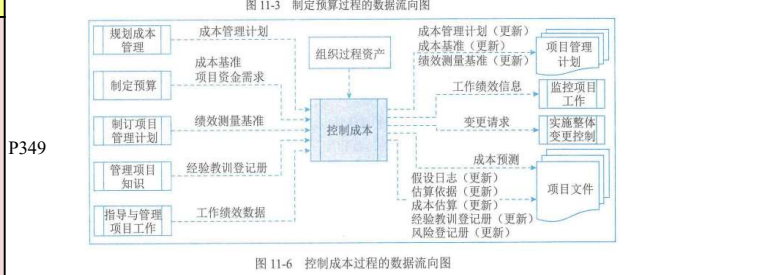 图 11-3 制定预算过程的数据流向图
规划成本
管理
成本管理计划
制定预算
成本基准
项目资金需求
P349
制订项目
管理计划
绩效测量基准
管理项目
知识
经验教训登记册
指导与管理
项目工作
工作绩效数据
组织过程资产
控制成本
成本管理计划（更新）
成本基准（更新）
绩效测量基准（更新）
项目管理
计划
工作绩效信息
监控项目
工作
变更请求
实施整体
变更控制
成本预测
假设日志（更新）
估算依据（更新）
成本估算（更新）
经验教训登记册（更新）
风险登记册（更新）
项目文件
图 11-6 控制成本过程的数据流向图